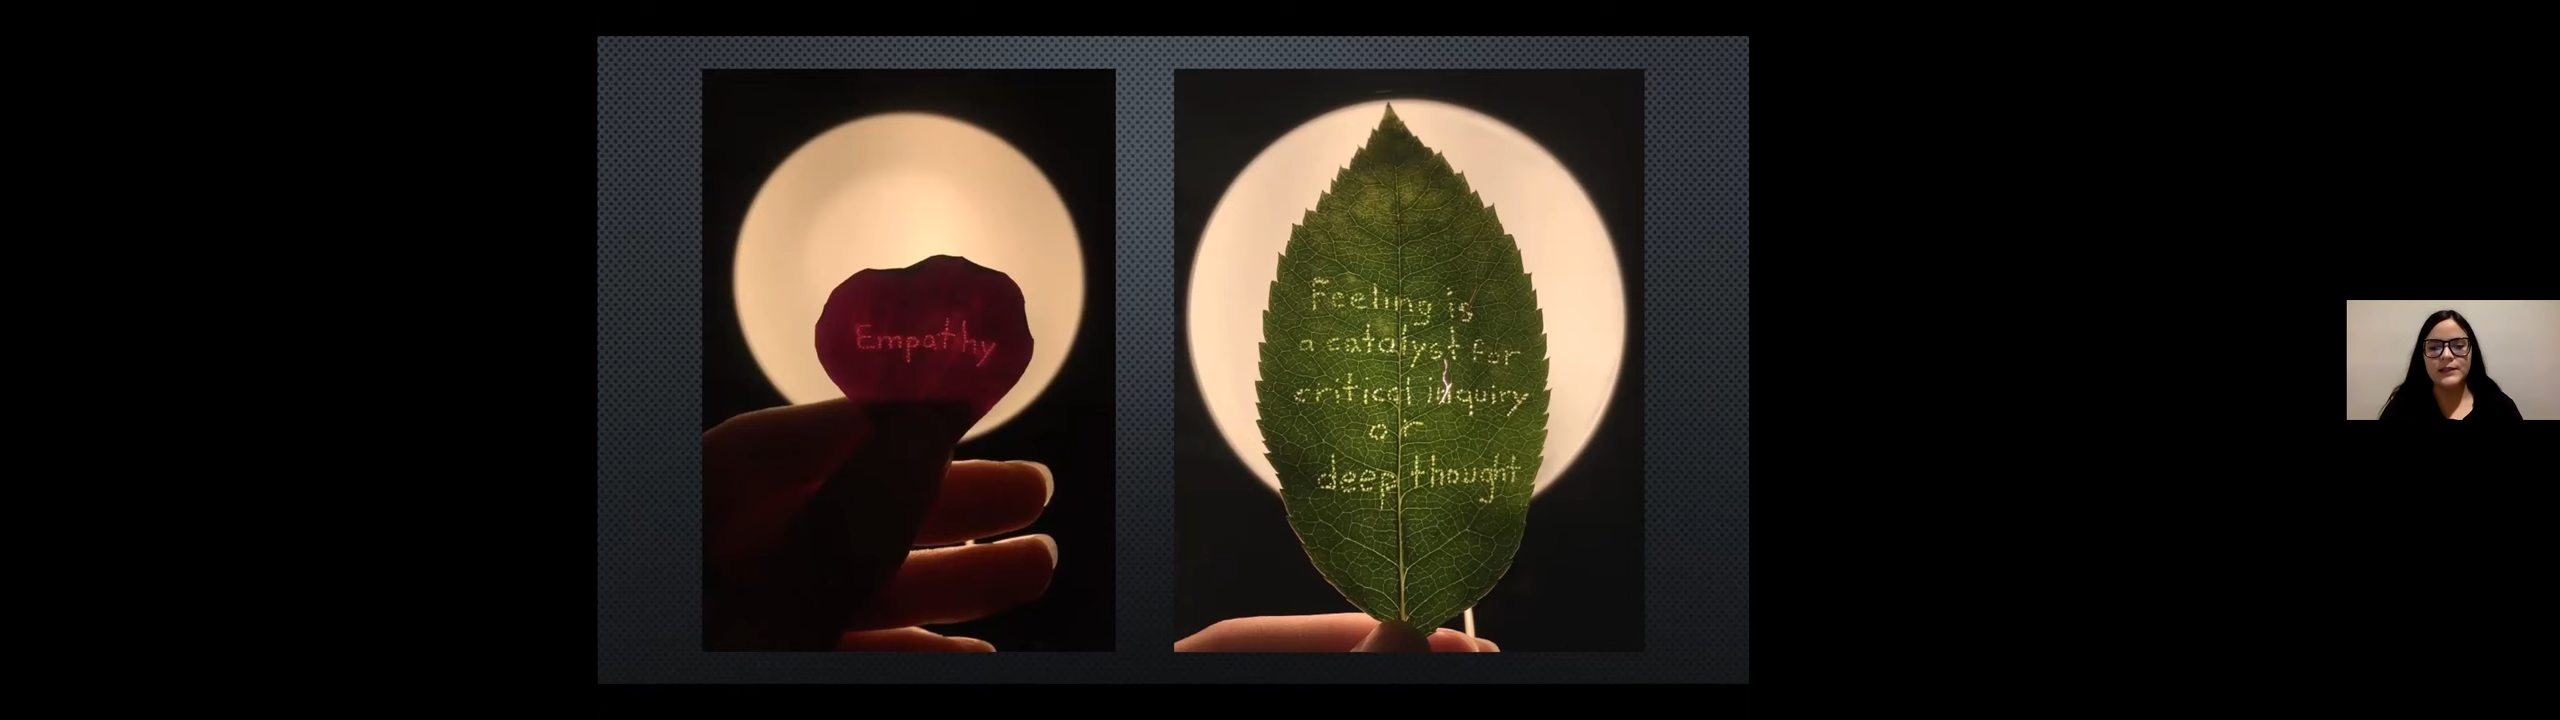 Empathy
Feeling is
a catalyst for
critical inquiry
or
deep thought